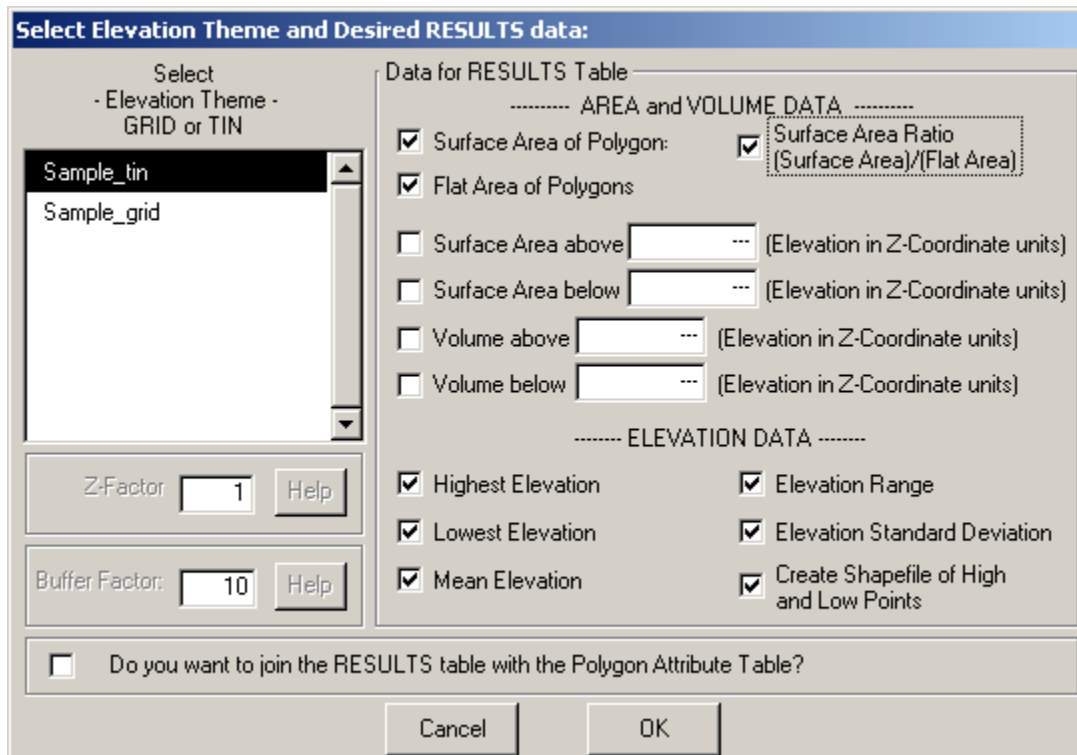 Select Elevation Theme and Desired RESULTS data:
Select
- Elevation Theme -
GRID or TIN
Sample_tin
Sample_grid
Z-Factor 1 Help
Buffer Factor: 10 Help
Data for RESULTS Table
---------- AREA and VOLUME DATA ----------
Surface Area of Polygon:
Surface Area Ratio
(Surface Area)/(Flat Area)
Flat Area of Polygons
Surface Area above --- (Elevation in Z-Coordinate units)
Surface Area below --- (Elevation in Z-Coordinate units)
Volume above --- (Elevation in Z-Coordinate units)
Volume below --- (Elevation in Z-Coordinate units)
-------- ELEVATION DATA --------
Highest Elevation
Elevation Range
Lowest Elevation
Elevation Standard Deviation
Mean Elevation
Create Shapefile of High
and Low Points
Do you want to join the RESULTS table with the Polygon Attribute Table?
Cancel OK